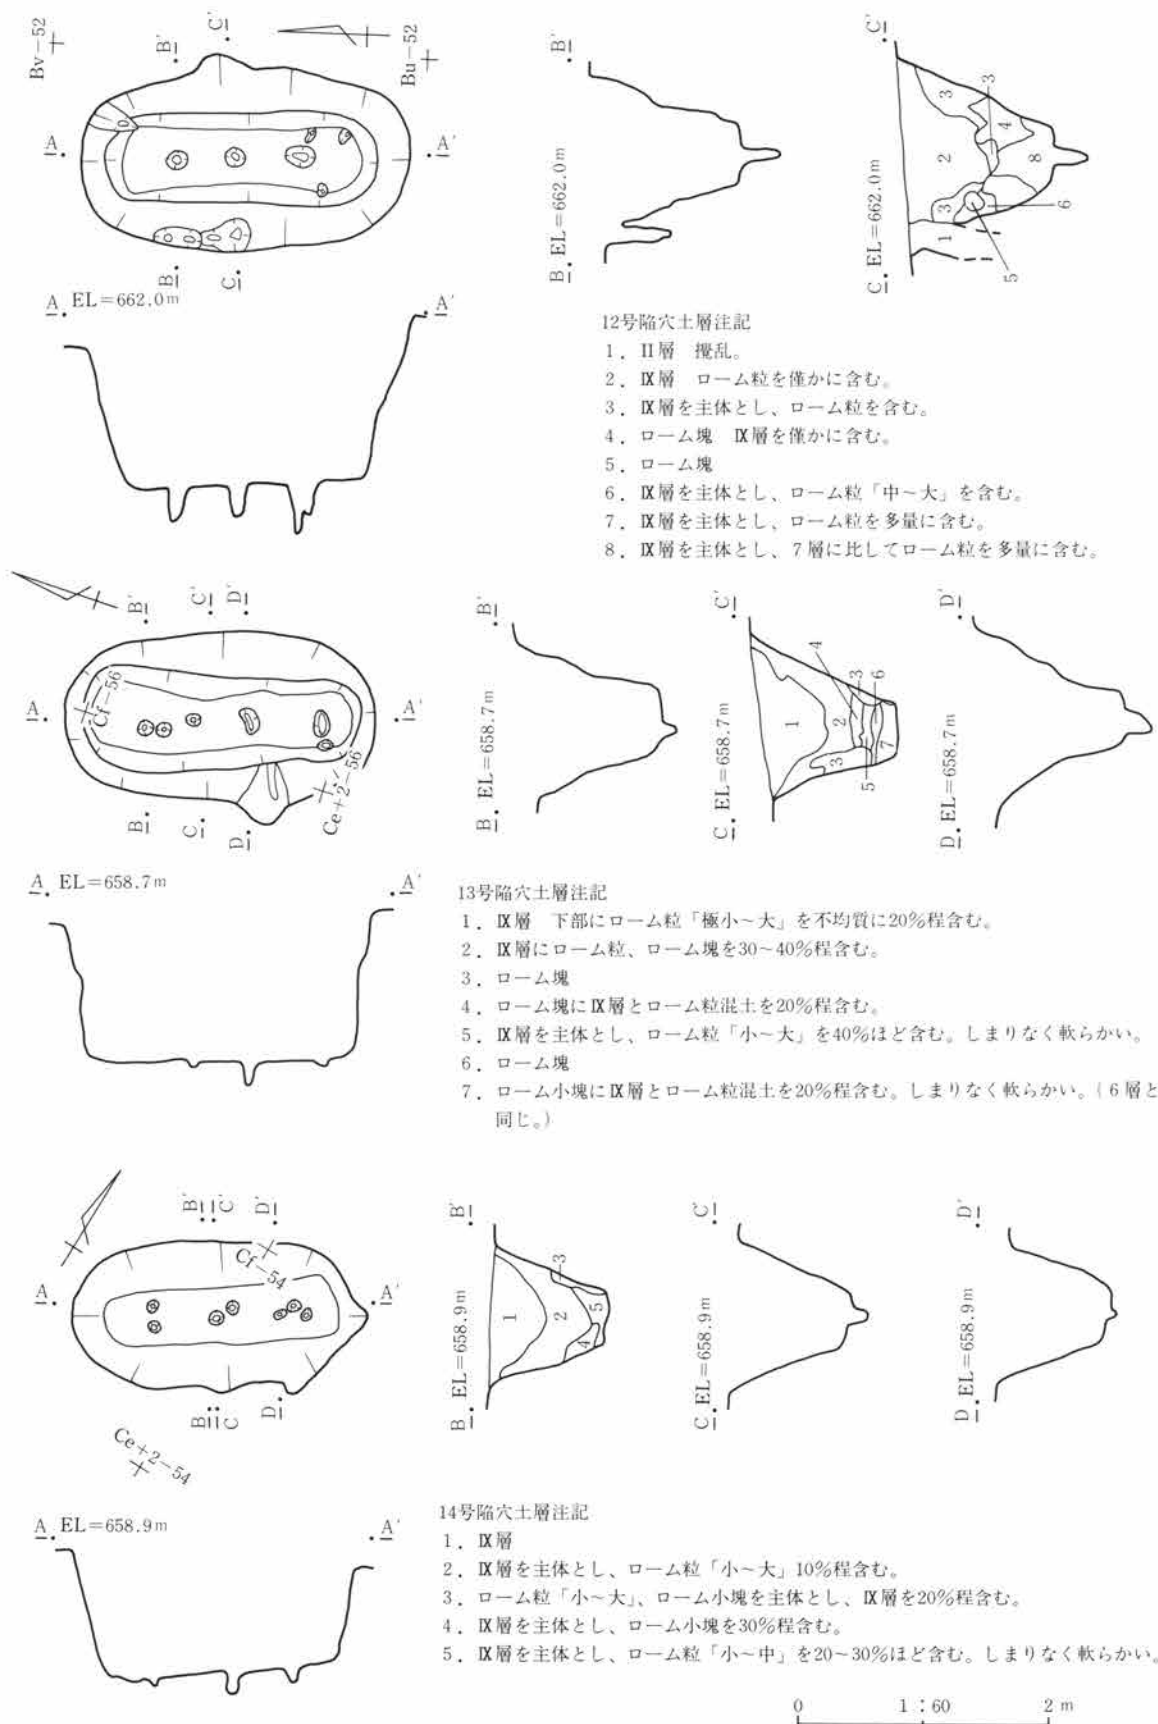 Bv-52
B'
C'
Bu-52
A
A'
B
C
A EL=662.0m
A'
B EL=662.0m
B'
C EL=662.0m
C'
1
2
3
3
3
4
5
6
8
12号陥穴土層注記
1. Ⅱ層 攪乱。
2. Ⅸ層 ローム粒を僅かに含む。
3. Ⅸ層を主体とし、ローム粒を含む。
4. ローム塊 Ⅸ層を僅かに含む。
5. ローム塊
6. Ⅸ層を主体とし、ローム粒「中~大」を含む。
7. Ⅸ層を主体とし、ローム粒を多量に含む。
8. Ⅸ層を主体とし、7層に比してローム粒を多量に含む。
B'
C'
D'
A
Cf-56
A'
Ce+2-56
B
C
D
A EL=658.7m
A'
B EL=658.7m
B'
C EL=658.7m
C'
1
2
3
3
4
5
6
7
D EL=658.7m
D'
13号陥穴土層注記
1. Ⅸ層 下部にローム粒「極小~大」を不均質に20%程含む。
2. Ⅸ層にローム粒、ローム塊を30~40%程含む。
3. ローム塊
4. ローム塊にⅨ層とローム粒混土を20%程含む。
5. Ⅸ層を主体とし、ローム粒「小~大」を40%ほど含む。しまりなく軟らかい。
6. ローム塊
7. ローム小塊にⅨ層とローム粒混土を20%程含む。しまりなく軟らかい。(6層と
同じ。)
B'
C'
D'
A
Cf-54
A'
B
C
D
Ce+2-54
A EL=658.9m
A'
B EL=658.9m
B'
1
2
3
4
5
C EL=658.9m
C'
D EL=658.9m
D'
14号陥穴土層注記
1. Ⅸ層
2. Ⅸ層を主体とし、ローム粒「小~大」10%程含む。
3. ローム粒「小~大」、ローム小塊を主体とし、Ⅸ層を20%程含む。
4. Ⅸ層を主体とし、ローム小塊を30%程含む。
5. Ⅸ層を主体とし、ローム粒「小~中」を20~30%ほど含む。しまりなく軟らかい。
0 1:60 2m